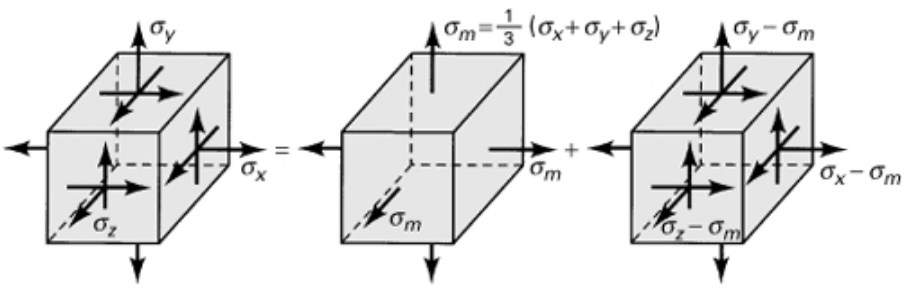 σy
σx
σz
=
σm = 1/3 (σx + σy + σz)
σm
σm
+
σy – σm
σx – σm
σz – σm